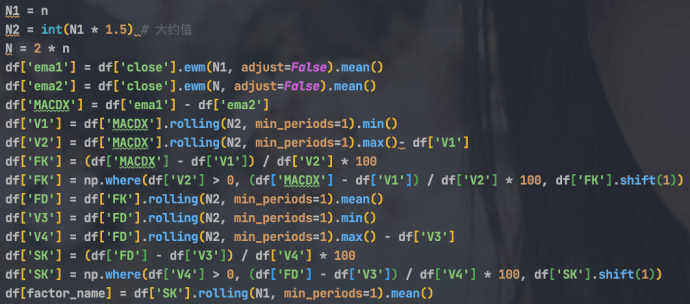 N1 = n
N2 = int(N1 * 1.5) # 大约值
N = 2 * n
df['ema1'] = df['close'].ewm(N1, adjust=False).mean()
df['ema2'] = df['close'].ewm(N, adjust=False).mean()
df['MACDX'] = df['ema1'] - df['ema2']
df['V1'] = df['MACDX'].rolling(N2, min_periods=1).min()
df['V2'] = df['MACDX'].rolling(N2, min_periods=1).max()- df['V1']
df['FK'] = (df['MACDX'] - df['V1']) / df['V2'] * 100
df['FK'] = np.where(df['V2'] > 0, (df['MACDX'] - df['V1']) / df['V2'] * 100, df['FK'].shift(1))
df['FD'] = df['FK'].rolling(N2, min_periods=1).mean()
df['V3'] = df['FD'].rolling(N2, min_periods=1).min()
df['V4'] = df['FD'].rolling(N2, min_periods=1).max() - df['V3']
df['SK'] = (df['FD'] - df['V3']) / df['V4'] * 100
df['SK'] = np.where(df['V4'] > 0, (df['FD'] - df['V3']) / df['V4'] * 100, df['SK'].shift(1))
df[factor_name] = df['SK'].rolling(N1, min_periods=1).mean()